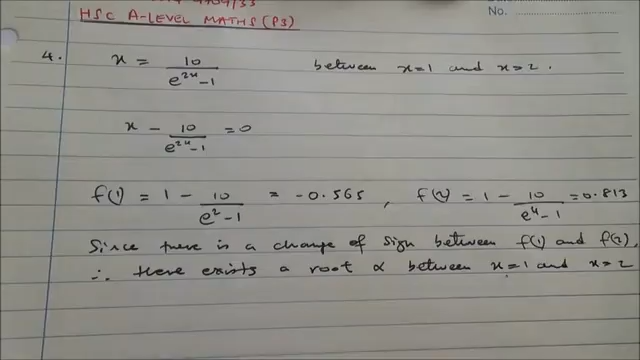 No.
HSC A-LEVEL MATHS (P3)
4. x = 10/(e^2x - 1) between x=1 and x=2.
x - 10/(e^2x - 1) = 0
f(1) = 1 - 10/(e^2 - 1) = -0.565 , f(2) = 1 - 10/(e^4 - 1) = 0.813
Since there is a change of sign between f(1) and f(2),
∴ there exists a root α between x=1 and x=2